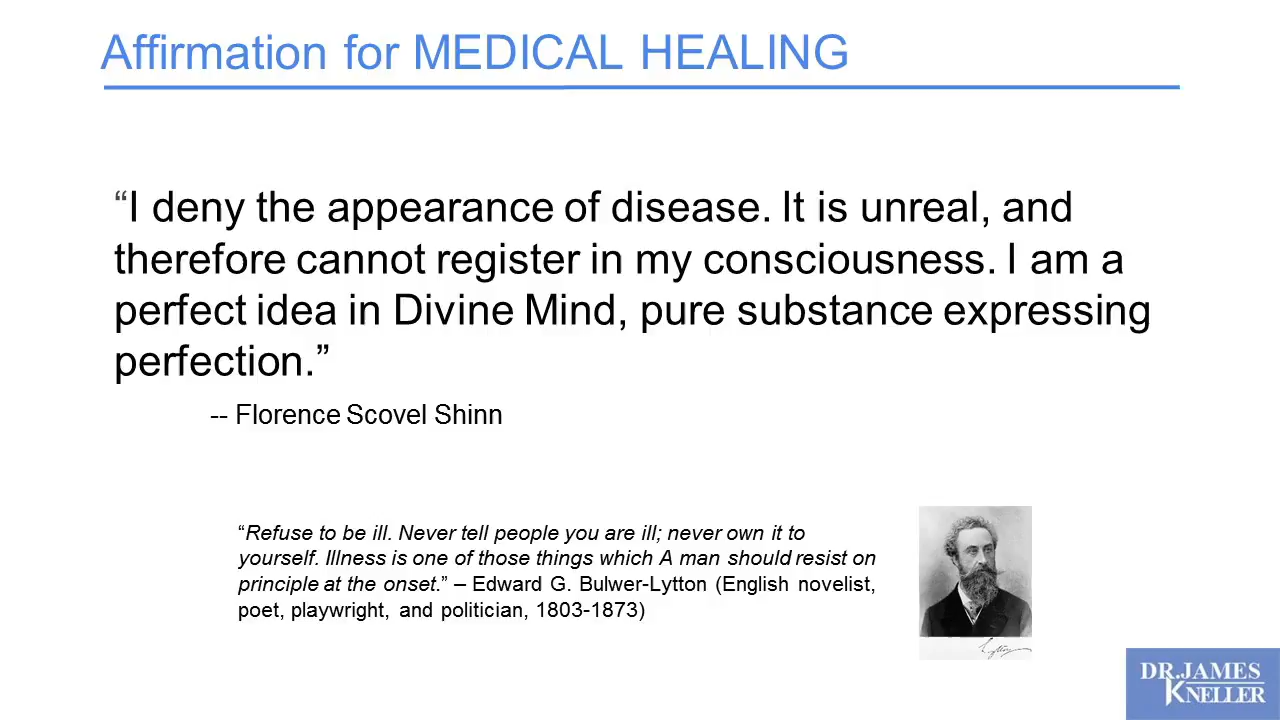 Affirmation for MEDICAL HEALING
“I deny the appearance of disease. It is unreal, and
therefore cannot register in my consciousness. I am a
perfect idea in Divine Mind, pure substance expressing
perfection.”
-- Florence Scovel Shinn
“Refuse to be ill. Never tell people you are ill; never own it to
yourself. Illness is one of those things which A man should resist on
principle at the onset.” – Edward G. Bulwer-Lytton (English novelist,
poet, playwright, and politician, 1803-1873)
DR.JAMES
KNELLER